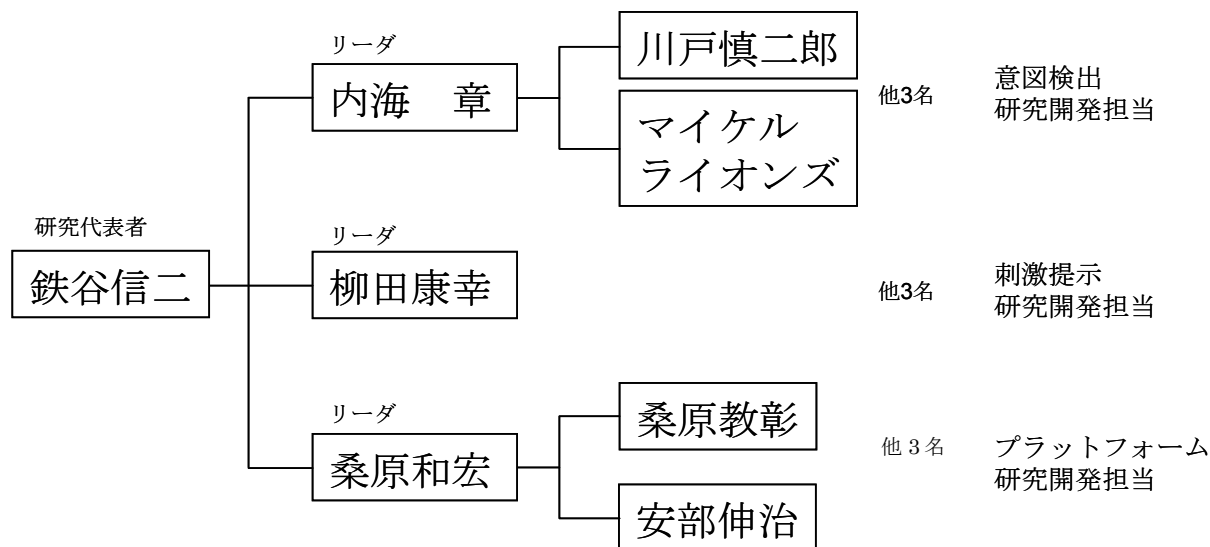 リーダ
内海　章
川戸慎二郎
マイケル
ライオンズ
他3名
意図検出
研究開発担当
研究代表者
鉄谷信二
リーダ
柳田康幸
他3名
刺激提示
研究開発担当
リーダ
桑原和宏
桑原教彰
安部伸治
他３名
プラットフォーム
研究開発担当